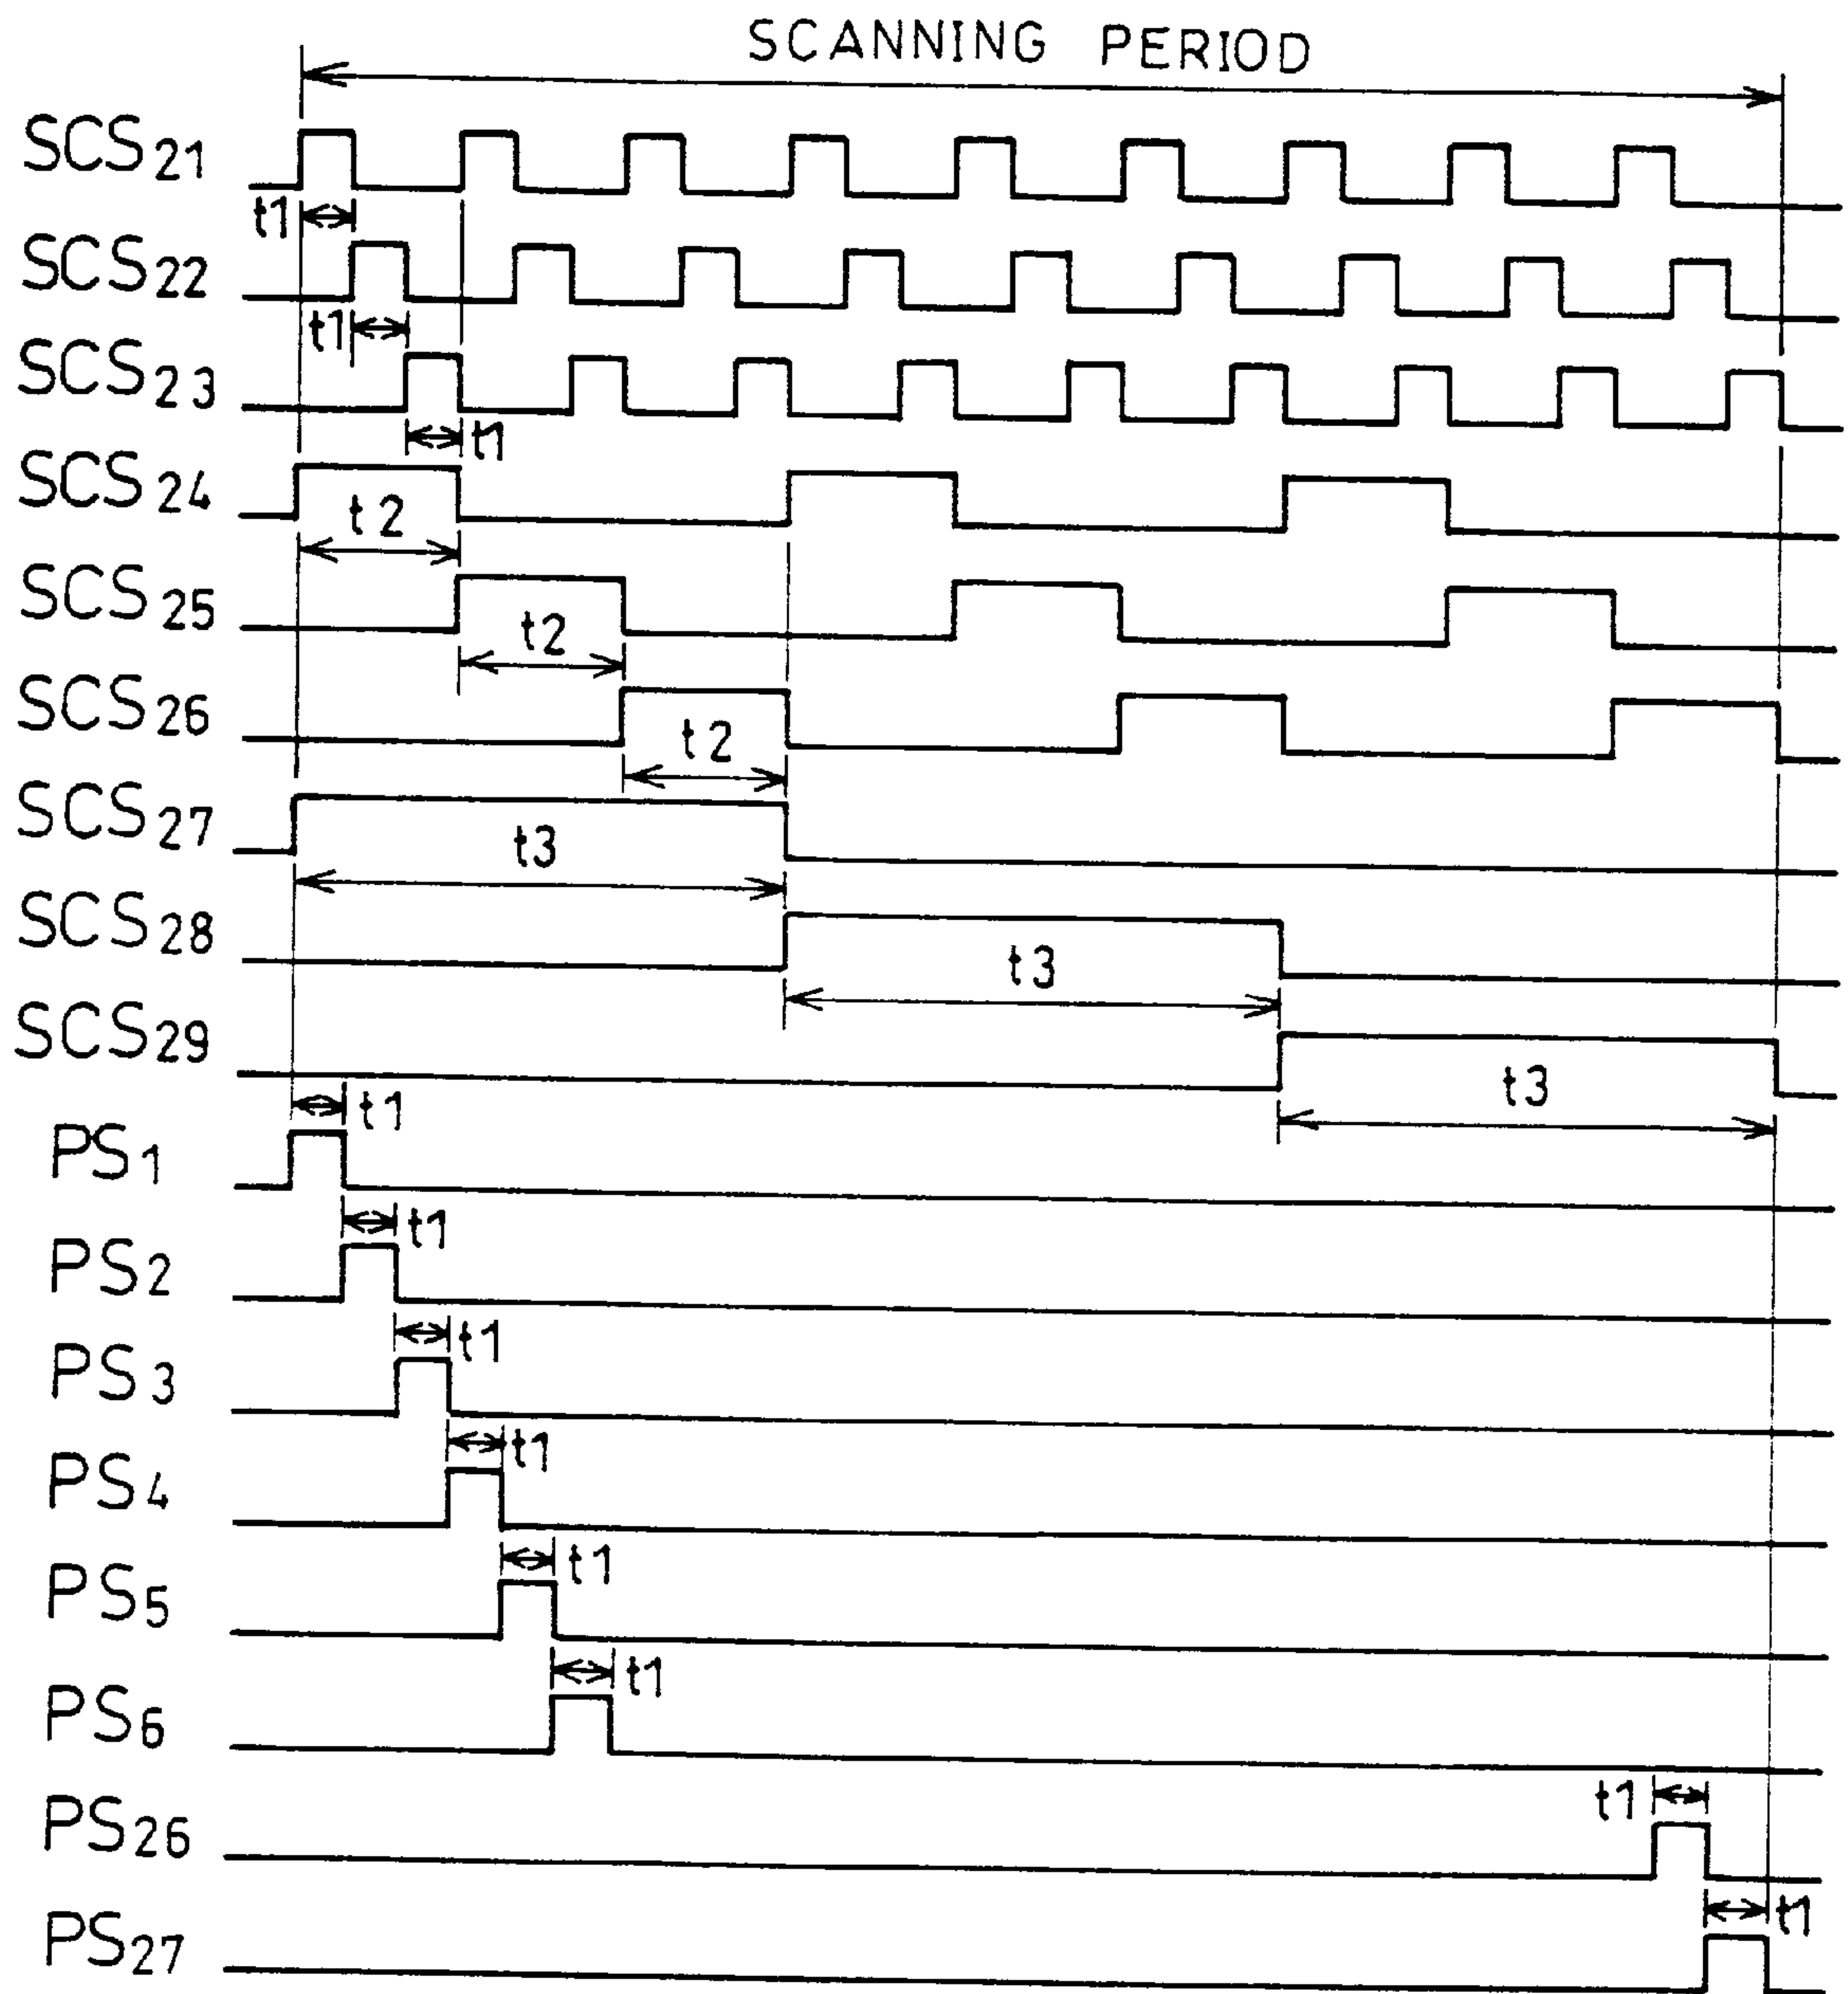 SCANNING PERIOD
SCS21
t1
SCS22
t1
SCS23
t1
SCS24
t2
SCS25
t2
SCS26
t2
SCS27
t3
SCS28
t3
SCS29
t3
t1
PS1
t1
PS2
t1
PS3
t1
PS4
t1
PS5
t1
PS6
t1
PS26
t1
PS27